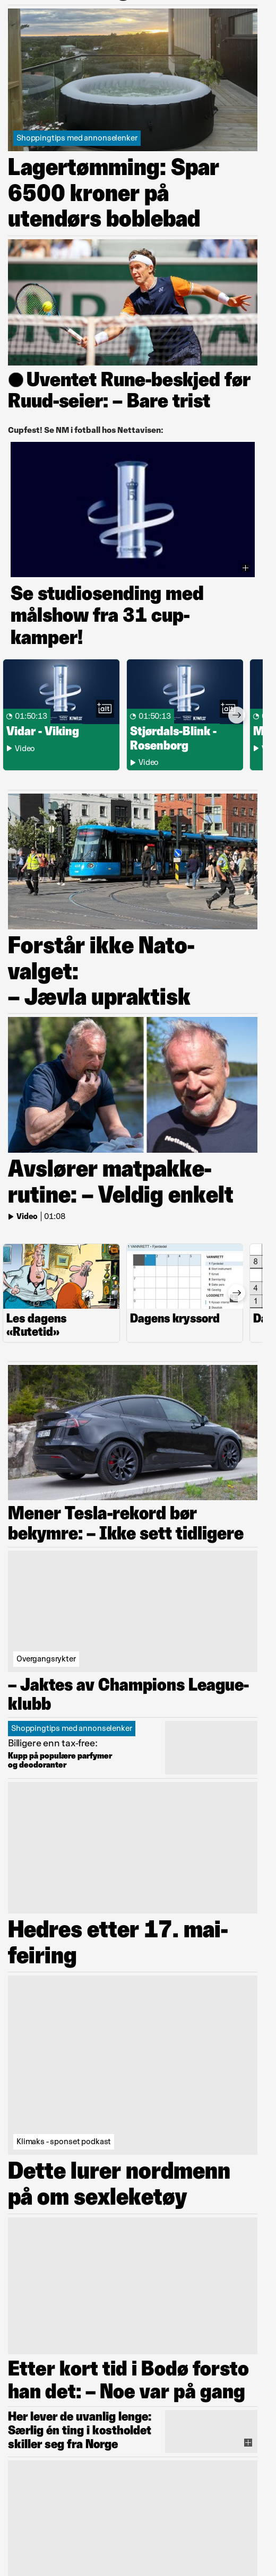 Shoppingtips med annonselenker
Lagertømming: Spar
6500 kroner på
utendørs boblebad
Uventet Rune-beskjed før
Ruud-seier: – Bare trist
Cupfest! Se NM i fotball hos Nettavisen:
+
Se studiosending med
målshow fra 31 cup-
kamper!
+alt
01:50:13
Vidar - Viking
Video
+alt
01:50:13
Stjørdals-Blink -
Rosenborg
Video
Forstår ikke Nato-
valget:
– Jævla upraktisk
Nettavisen
Avslører matpakke-
rutine: – Veldig enkelt
Video | 01:08
Les dagens
«Rutetid»
Dagens kryssord
8
4
1
Mener Tesla-rekord bør
bekymre: – Ikke sett tidligere
Overgangsrykter
– Jaktes av Champions League-
klubb
Shoppingtips med annonselenker
Billigere enn tax-free:
Kupp på populære parfymer
og deodoranter
Hedres etter 17. mai-
feiring
Klimaks - sponset podkast
Dette lurer nordmenn
på om sexleketøy
Etter kort tid i Bodø forsto
han det: – Noe var på gang
Her lever de uvanlig lenge:
Særlig én ting i kostholdet
skiller seg fra Norge
+